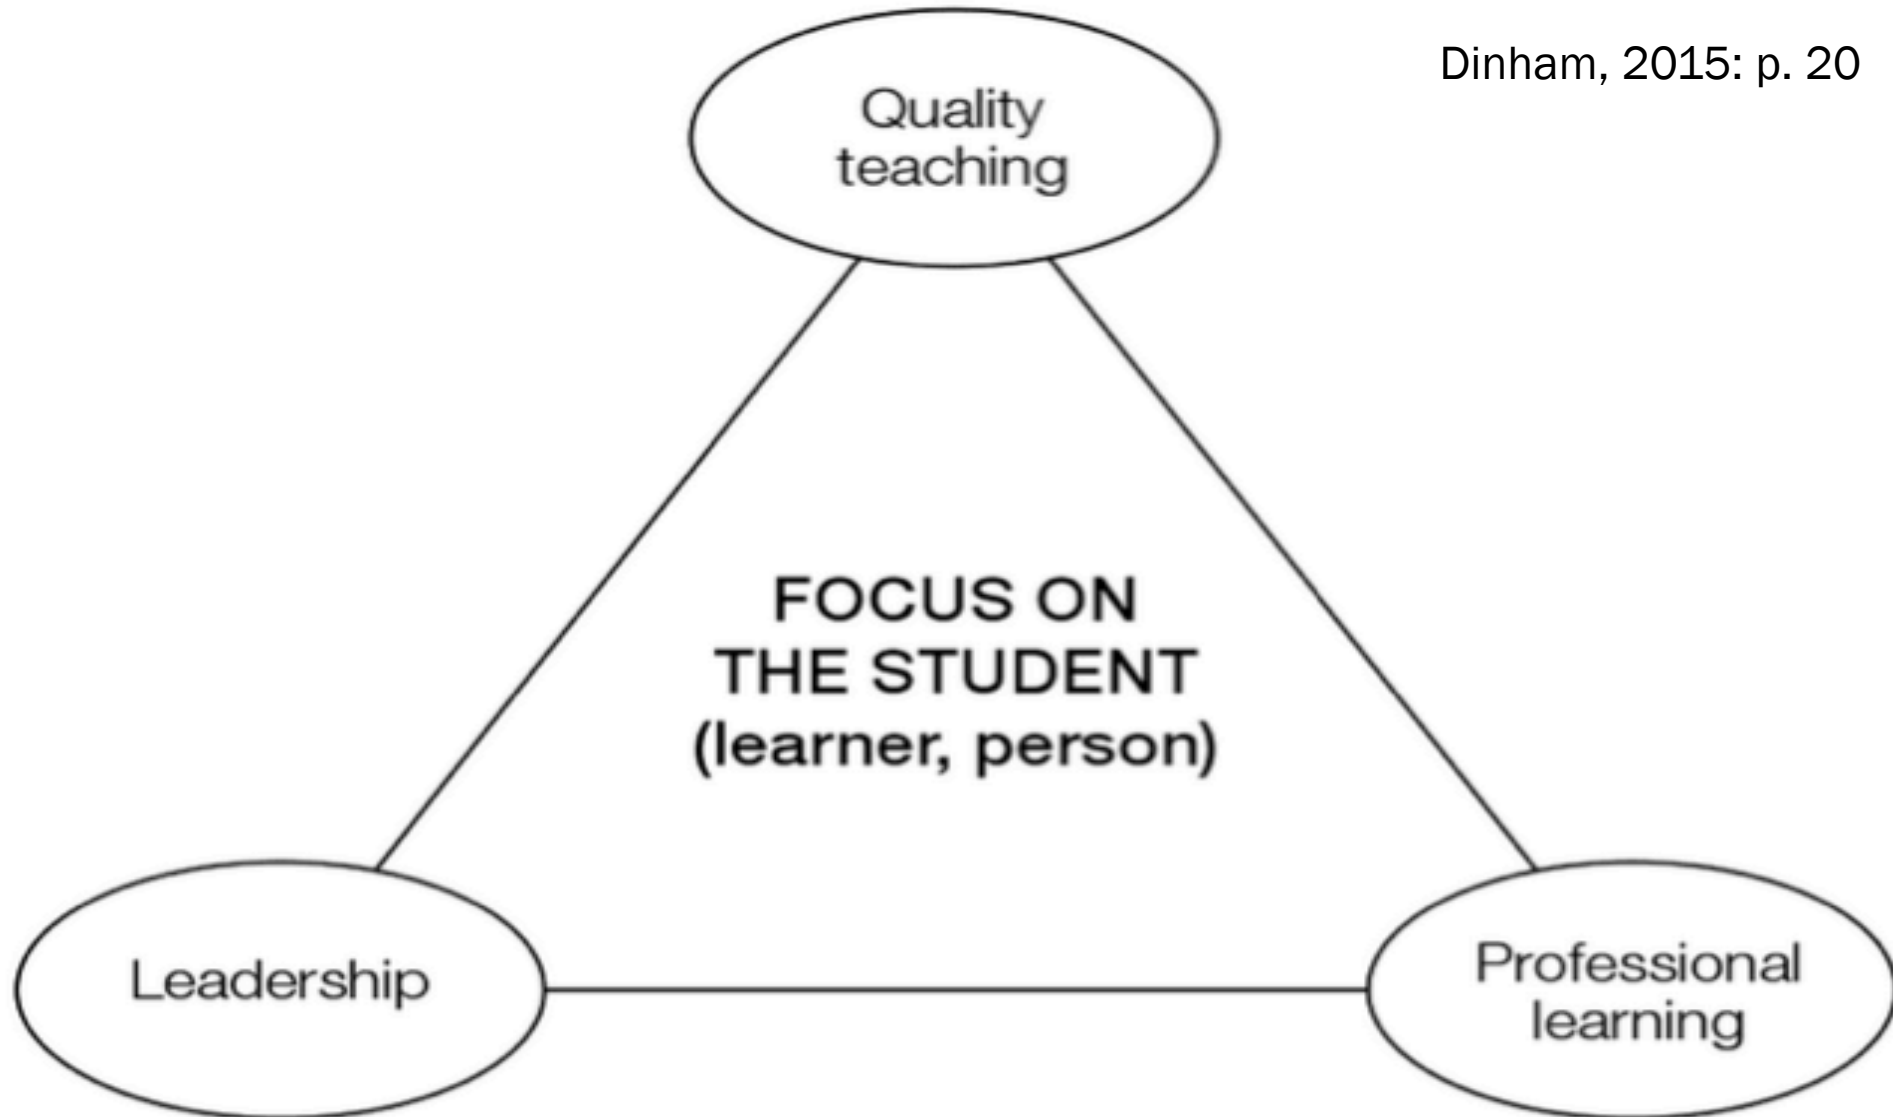 Dinham, 2015: p. 20
Quality
teaching
FOCUS ON
THE STUDENT
(learner, person)
Leadership
Professional
learning